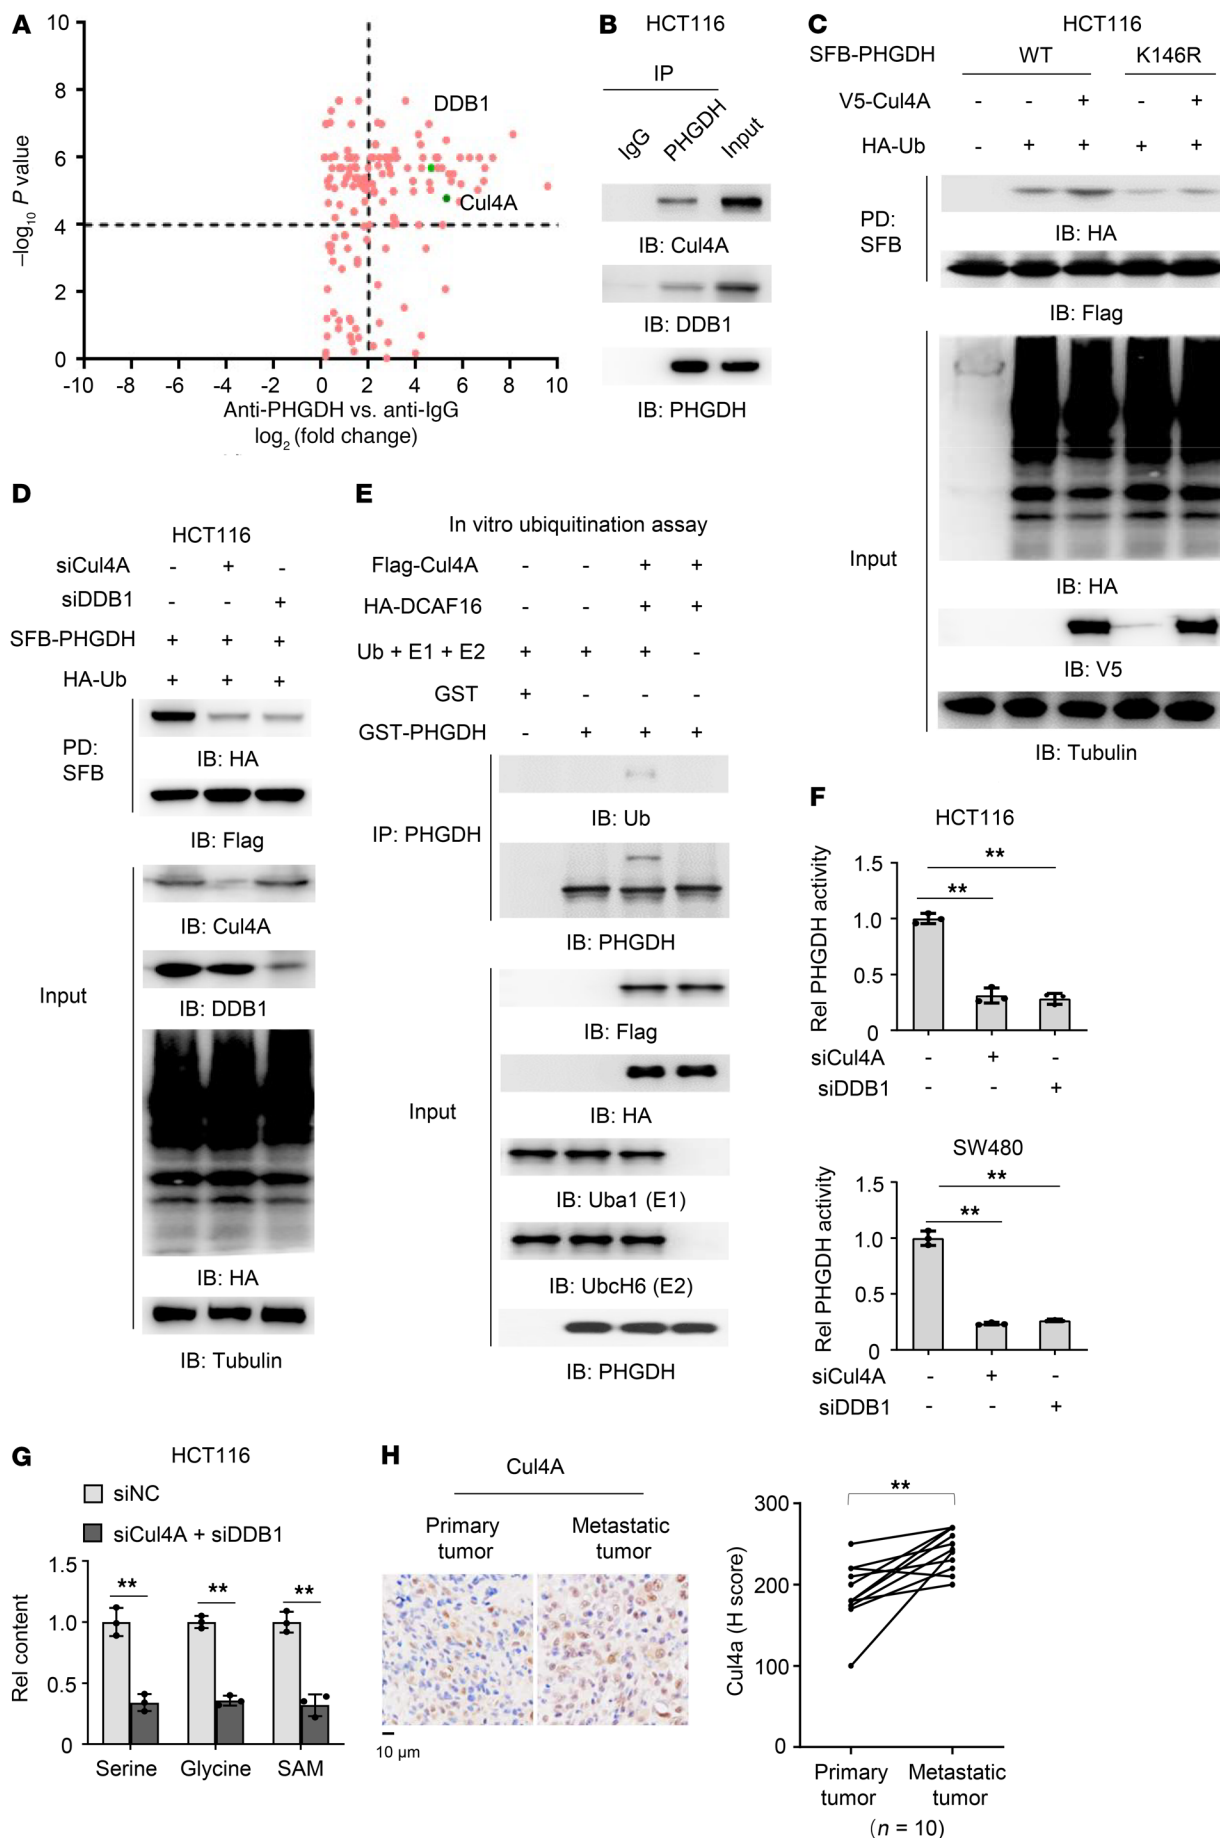 A
10
8
6
4
2
0
-10
-8
-6
-4
-2
0
2
4
6
8
10
–log10 P value
DDB1
Cul4A
Anti-PHGDH vs. anti-IgG
log2 (fold change)
B
HCT116
IP
IgG
PHGDH
Input
IB: Cul4A
IB: DDB1
IB: PHGDH
C
HCT116
SFB-PHGDH WT K146R
V5-Cul4A - - + - +
HA-Ub - + + + +
PD:
SFB
IB: HA
IB: Flag
Input
IB: HA
IB: V5
IB: Tubulin
D
HCT116
siCul4A - + -
siDDB1 - - +
SFB-PHGDH + + +
HA-Ub + + +
PD:
SFB
IB: HA
IB: Flag
Input
IB: Cul4A
IB: DDB1
IB: HA
IB: Tubulin
E
In vitro ubiquitination assay
Flag-Cul4A - - + +
HA-DCAF16 - - + +
Ub + E1 + E2 + + + -
GST + - - -
GST-PHGDH - + + +
IP: PHGDH
IB: Ub
IB: PHGDH
Input
IB: Flag
IB: HA
IB: Uba1 (E1)
IB: UbcH6 (E2)
IB: PHGDH
F
HCT116
Rel PHGDH activity
1.5
1.0
0.5
0
**
**
siCul4A - + -
siDDB1 - - +
SW480
Rel PHGDH activity
1.5
1.0
0.5
0
**
**
siCul4A - + -
siDDB1 - - +
G
HCT116
siNC
siCul4A + siDDB1
Rel content
1.5
1.0
0.5
0
** ** **
Serine Glycine SAM
H
Cul4A
Primary
tumor
Metastatic
tumor
10 μm
Cul4a (H score)
300
200
100
0
**
Primary
tumor
Metastatic
tumor
(n = 10)